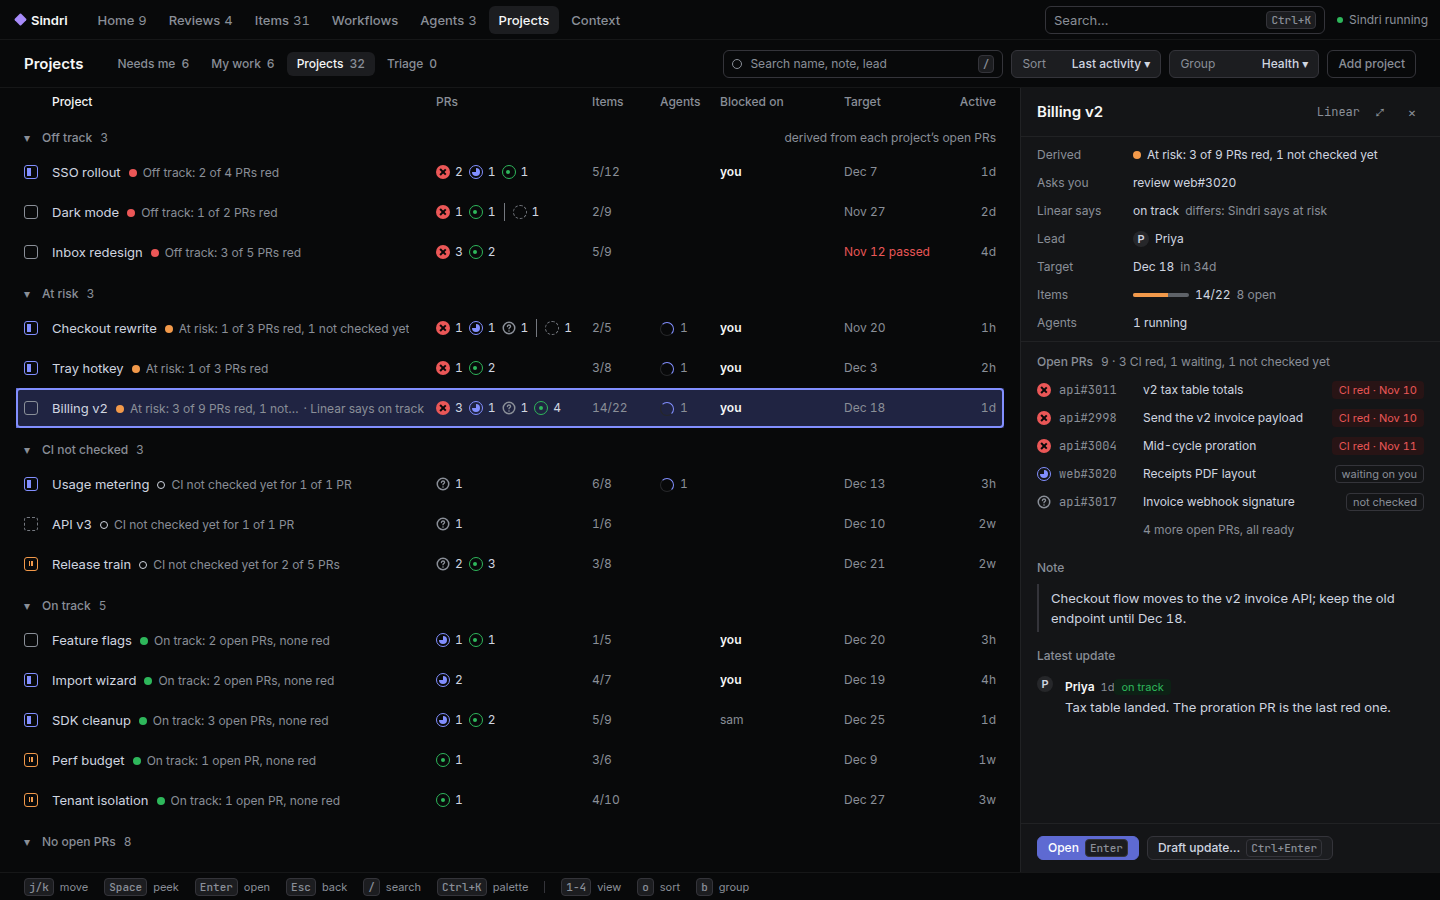 Sindri Home 9 Reviews 4 Items 31 Workflows Agents 3 Projects Context Search... Ctrl+K Sindri running
Projects Needs me 6 My work 6 Projects 32 Triage 0 Search name, note, lead / Sort Last activity ▾ Group Health ▾ Add project
Project PRs Items Agents Blocked on Target Active
▾ Off track 3 derived from each project's open PRs
SSO rollout Off track: 2 of 4 PRs red 2 1 1 5/12 you Dec 7 1d
Dark mode Off track: 1 of 2 PRs red 1 1 1 2/9 Nov 27 2d
Inbox redesign Off track: 3 of 5 PRs red 3 2 5/9 Nov 12 passed 4d
▾ At risk 3
Checkout rewrite At risk: 1 of 3 PRs red, 1 not checked yet 1 1 1 1 2/5 1 you Nov 20 1h
Tray hotkey At risk: 1 of 3 PRs red 1 2 3/8 1 you Dec 3 2h
Billing v2 At risk: 3 of 9 PRs red, 1 not... · Linear says on track 3 1 1 4 14/22 1 you Dec 18 1d
▾ CI not checked 3
Usage metering CI not checked yet for 1 of 1 PR 1 6/8 1 Dec 13 3h
API v3 CI not checked yet for 1 of 1 PR 1 1/6 Dec 10 2w
Release train CI not checked yet for 2 of 5 PRs 2 3 3/8 Dec 21 2w
▾ On track 5
Feature flags On track: 2 open PRs, none red 1 1 1/5 you Dec 20 3h
Import wizard On track: 2 open PRs, none red 2 4/7 you Dec 19 4h
SDK cleanup On track: 3 open PRs, none red 1 2 5/9 sam Dec 25 1d
Perf budget On track: 1 open PR, none red 1 3/6 Dec 9 1w
Tenant isolation On track: 1 open PR, none red 1 4/10 Dec 27 3w
▾ No open PRs 8
Billing v2 Linear ⤢ ×
Derived At risk: 3 of 9 PRs red, 1 not checked yet
Asks you review web#3020
Linear says on track differs: Sindri says at risk
Lead P Priya
Target Dec 18 in 34d
Items 14/22 8 open
Agents 1 running
Open PRs 9 · 3 CI red, 1 waiting, 1 not checked yet
api#3011 v2 tax table totals CI red · Nov 10
api#2998 Send the v2 invoice payload CI red · Nov 10
api#3004 Mid-cycle proration CI red · Nov 11
web#3020 Receipts PDF layout waiting on you
api#3017 Invoice webhook signature not checked
4 more open PRs, all ready
Note
Checkout flow moves to the v2 invoice API; keep the old
endpoint until Dec 18.
Latest update
P Priya 1d on track
Tax table landed. The proration PR is the last red one.
Open Enter Draft update... Ctrl+Enter
j/k move Space peek Enter open Esc back / search Ctrl+K palette 1-4 view o sort b group